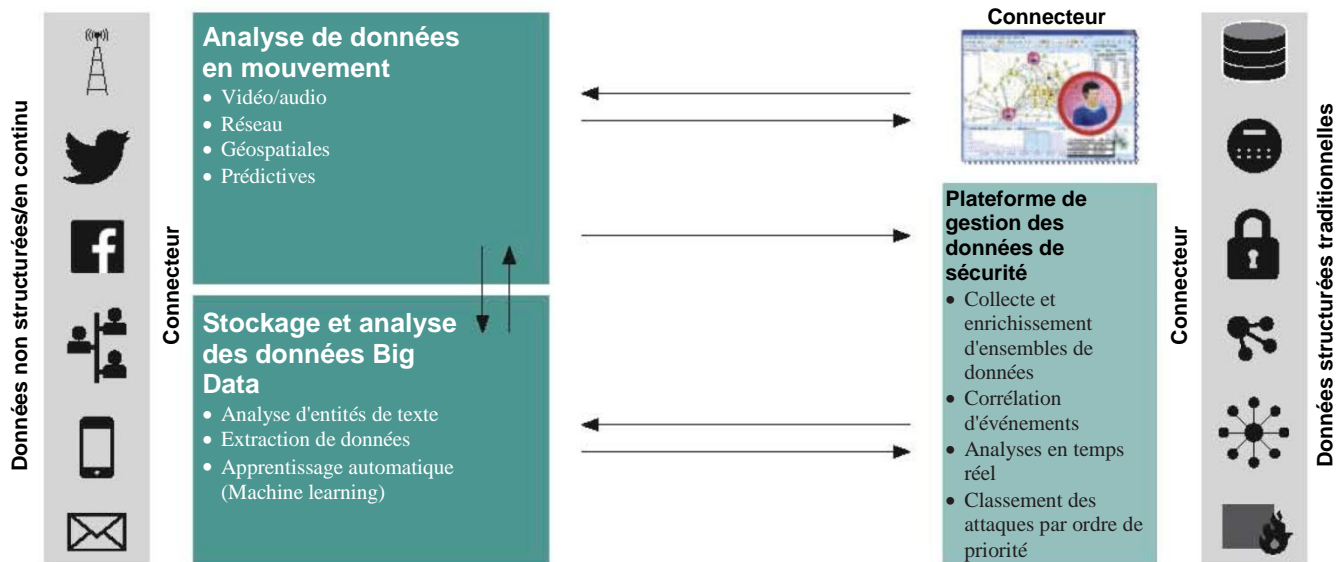 Données non structurées/en continu
Connecteur
Analyse de données
en mouvement
• Vidéo/audio
• Réseau
• Géospatiales
• Prédictives
Stockage et analyse
des données Big
Data
• Analyse d'entités de texte
• Extraction de données
• Apprentissage automatique
(Machine learning)
Connecteur
Plateforme de
gestion des
données de
sécurité
• Collecte et
enrichissement
d'ensembles de
données
• Corrélation
d'événements
• Analyses en temps
réel
• Classement des
attaques par ordre de
priorité
Connecteur
Données structurées traditionnelles